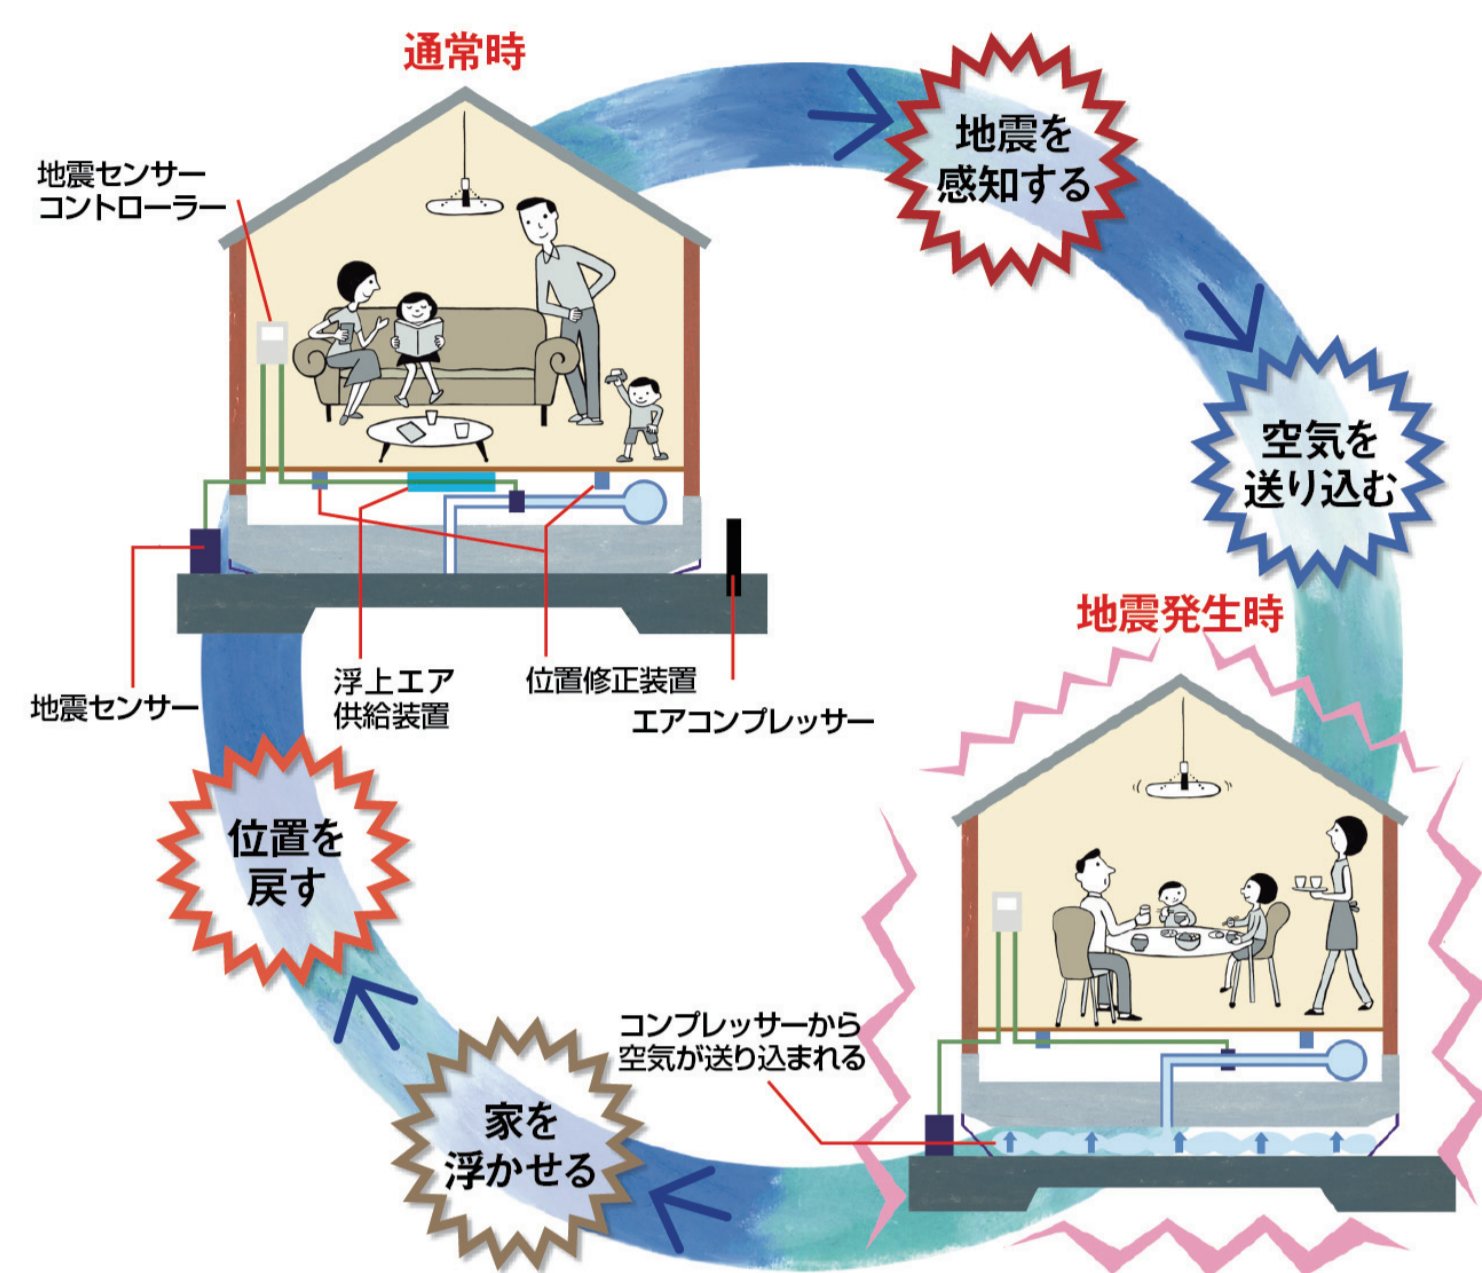 通常時
地震センサー
コントローラー
地震を
感知する
空気を
送り込む
地震発生時
地震センサー
浮上エア
供給装置
位置修正装置
エアコンプレッサー
コンプレッサーから
空気が送り込まれる
家を
浮かせる
位置を
戻す